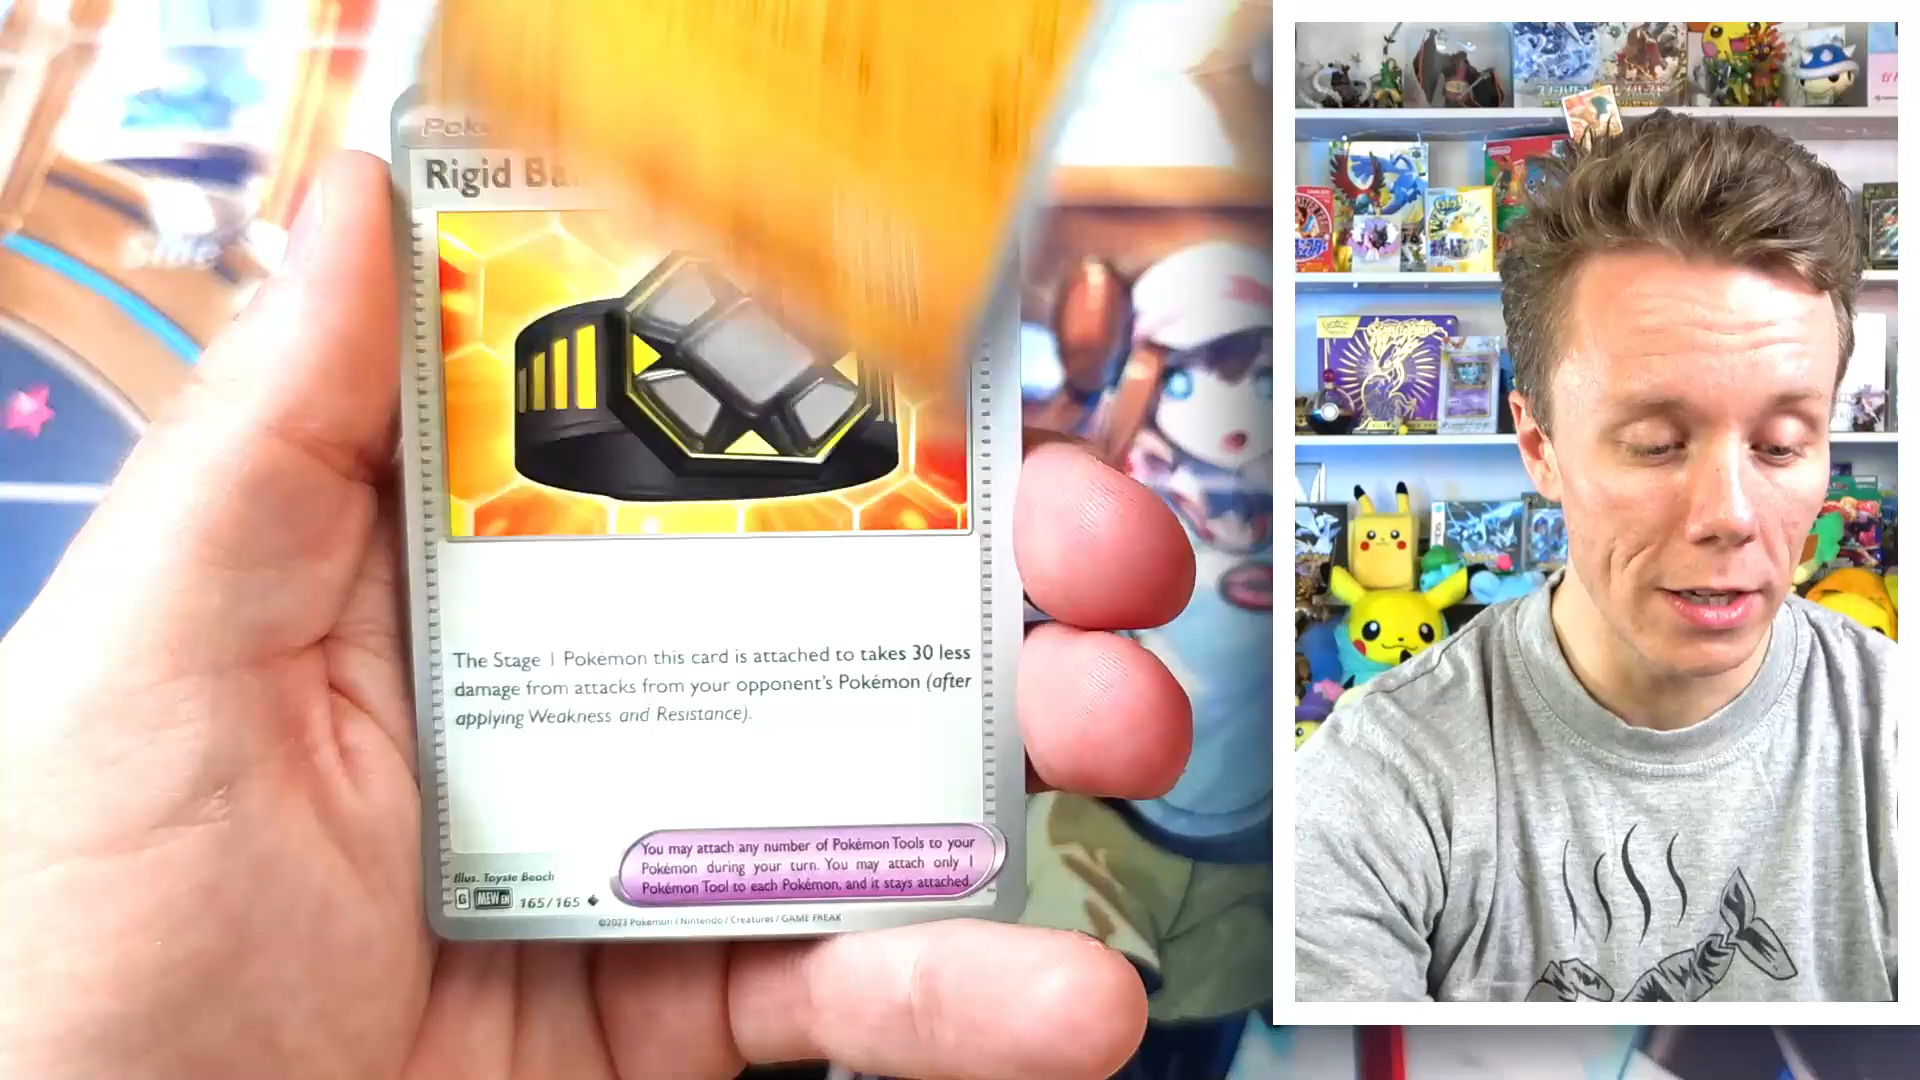 Rigid
The Stage 1 Pokémon this card is attached to takes 30 less
damage from attacks from your opponent's Pokémon (after
applying Weakness and Resistance).
You may attach any number of Pokémon Tools to your
Pokémon during your turn. You may attach only 1
Pokémon Tool to each Pokémon, and it stays attached.
Illus. Toyste Beach
G MEW EN 165/165
©2023 Pokémon / Nintendo / Creatures / GAME FREAK